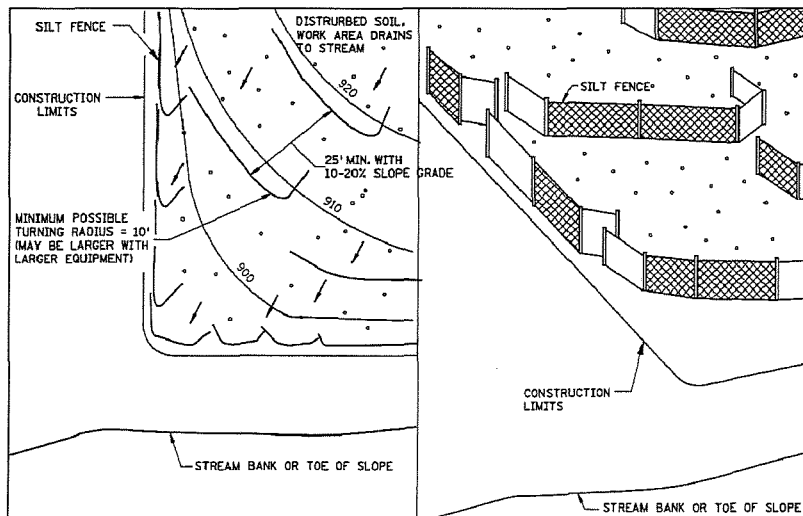 SILT FENCE
DISTRURBED SOIL,
WORK AREA DRAINS
TO STREAM
CONSTRUCTION
LIMITS
920
25' MIN. WITH
10-20% SLOPE GRADE
910
MINIMUM POSSIBLE
TURNING RADIUS = 10'
(MAY BE LARGER WITH
LARGER EQUIPMENT)
900
STREAM BANK OR TOE OF SLOPE
SILT FENCE
CONSTRUCTION
LIMITS
STREAM BANK OR TOE OF SLOPE